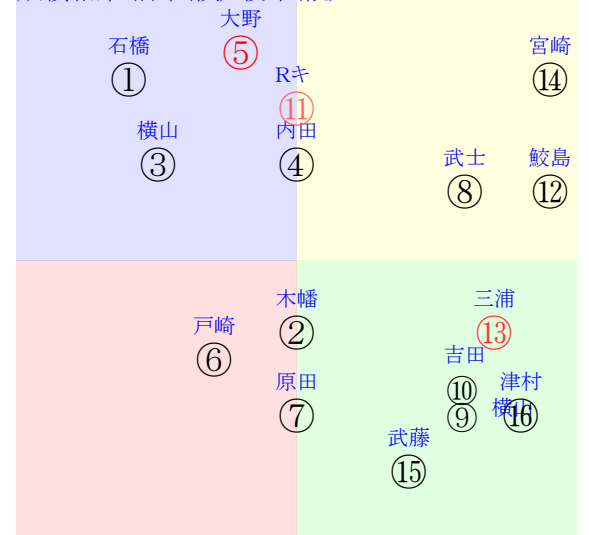 大野
⑤
石橋
①
宮崎
⑭
Rキ
⑪
横山
③
内田
④
武士
⑧
鮫島
⑫
木幡
②
三浦
⑬
戸崎
⑥
吉田
⑩
原田
⑦
津村
⑯
横山
⑨
武藤
⑮